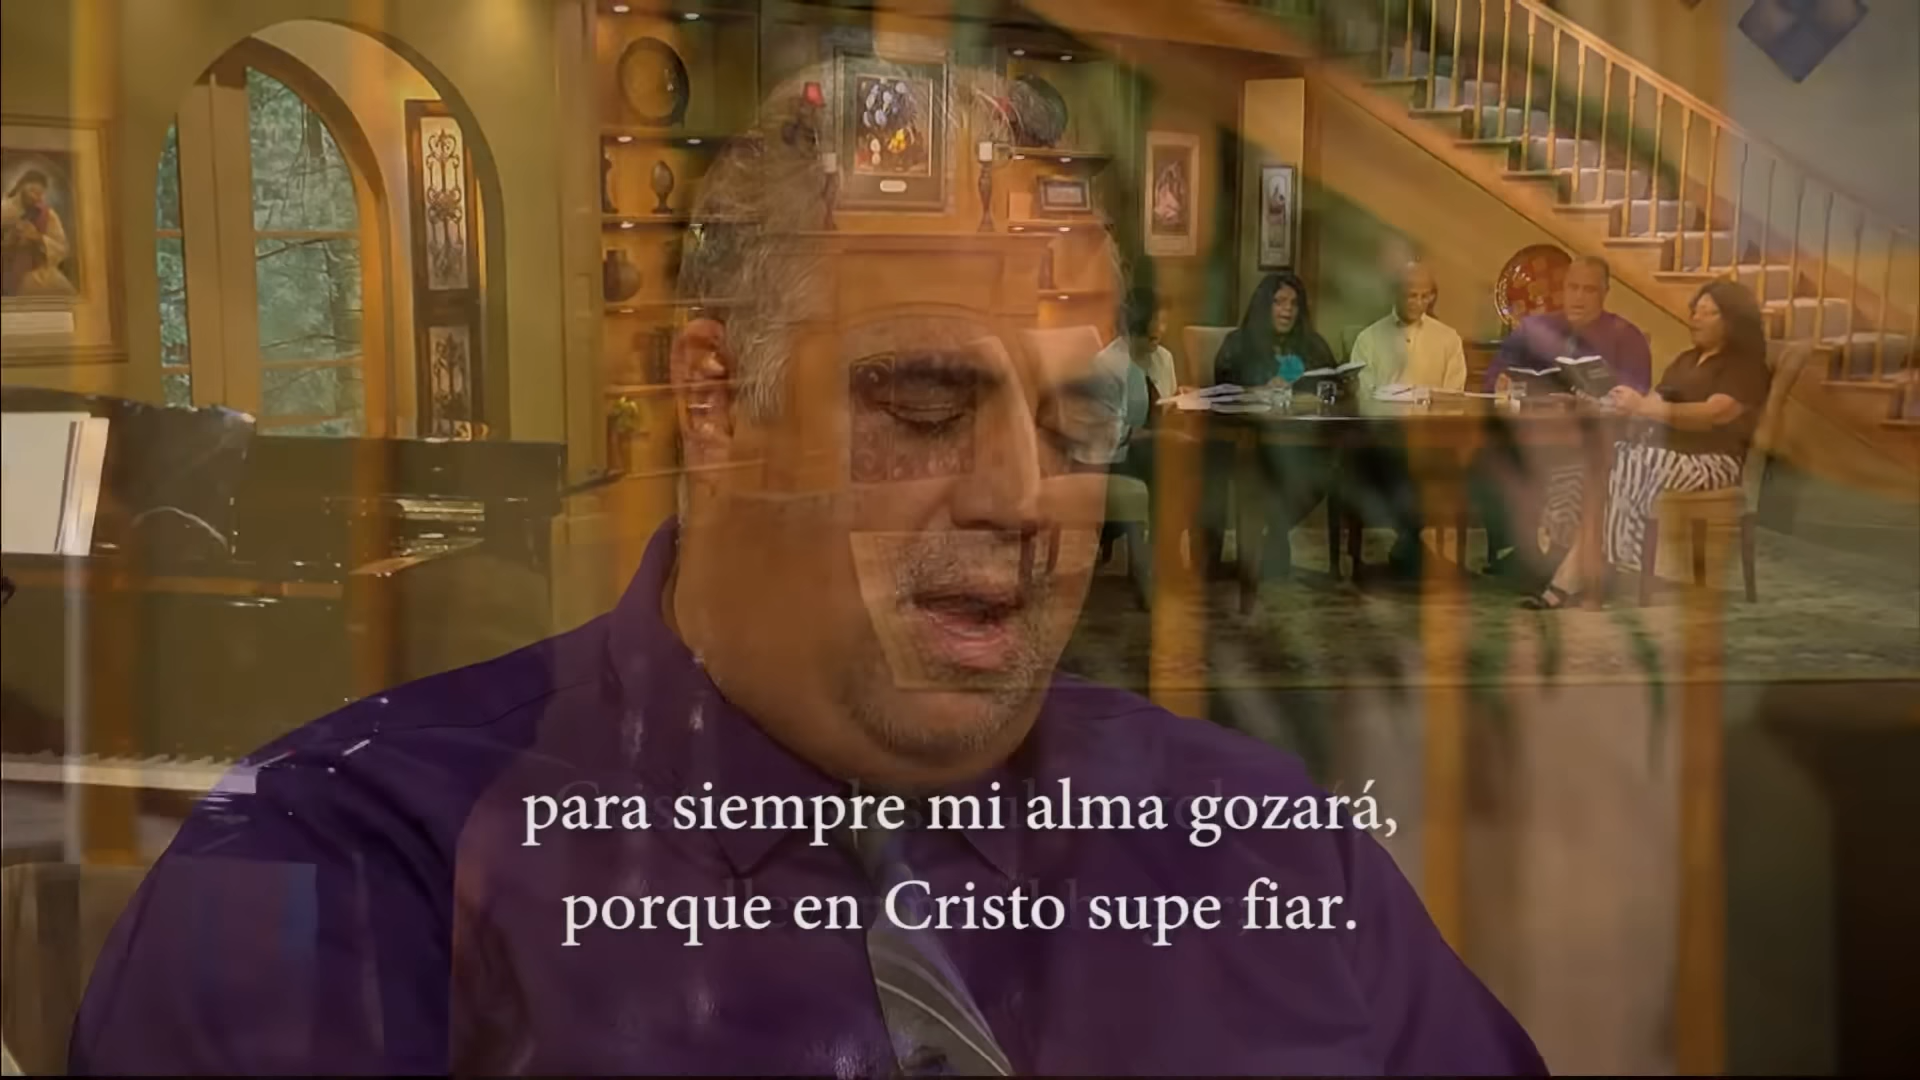 para siempre mi alma gozará,
porque en Cristo supe fiar.